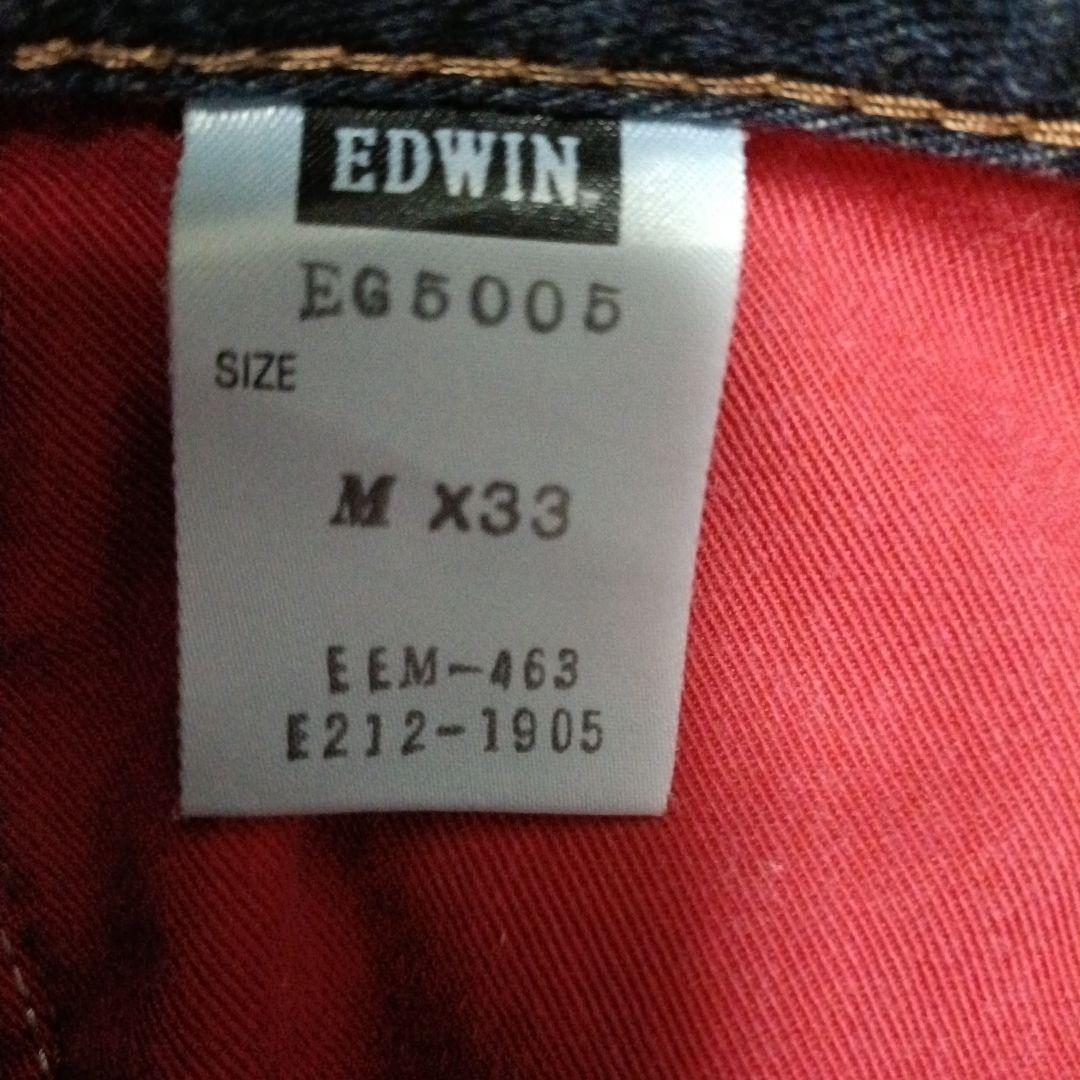 EDWIN
EG5005
SIZE
M X33
EEM-463
E212-1905